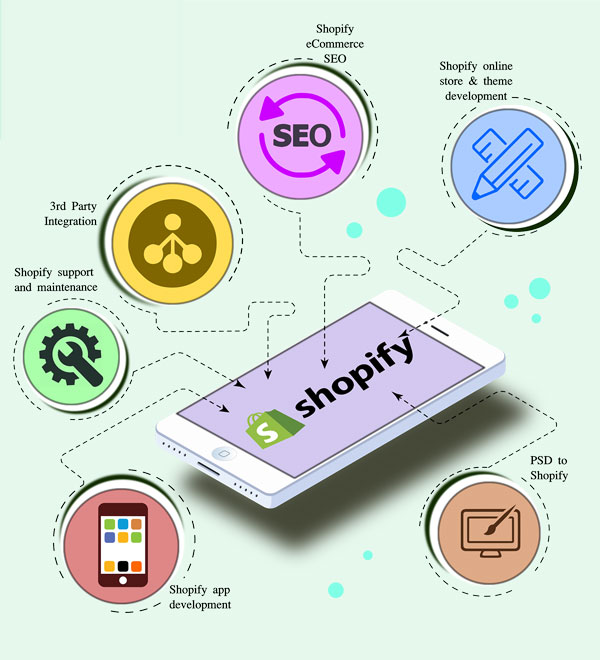 Shopify
eCommerce
SEO
SEO
Shopify online
store & theme
development
3rd Party
Integration
Shopify support
and maintenance
S shopify
PSD to
Shopify
Shopify app
development